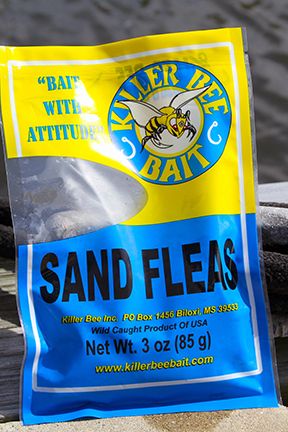 "BAIT
WITH
ATTITUDE"
KILLER BEE
BAIT
SAND FLEAS
Killer Bee Inc. PO Box 1456 Biloxi, MS 39533
Wild Caught Product Of USA
Net Wt. 3 oz (85 g)
www.killerbeebait.com